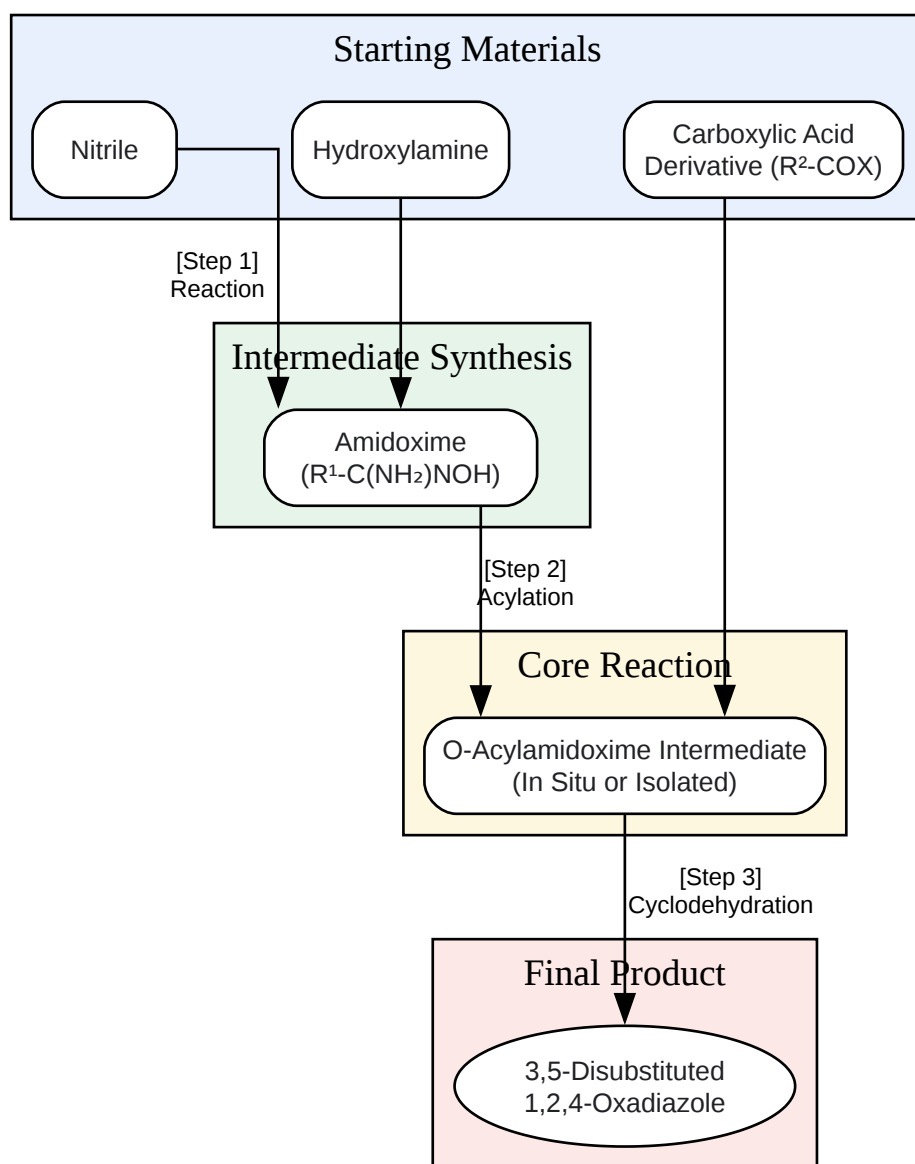 Starting Materials
Nitrile
Hydroxylamine
Carboxylic Acid
Derivative (R²-COX)
[Step 1]
Reaction
Intermediate Synthesis
Amidoxime
(R¹-C(NH₂)NOH)
[Step 2]
Acylation
Core Reaction
O-Acylamidoxime Intermediate
(In Situ or Isolated)
[Step 3]
Cyclodehydration
Final Product
3,5-Disubstituted
1,2,4-Oxadiazole